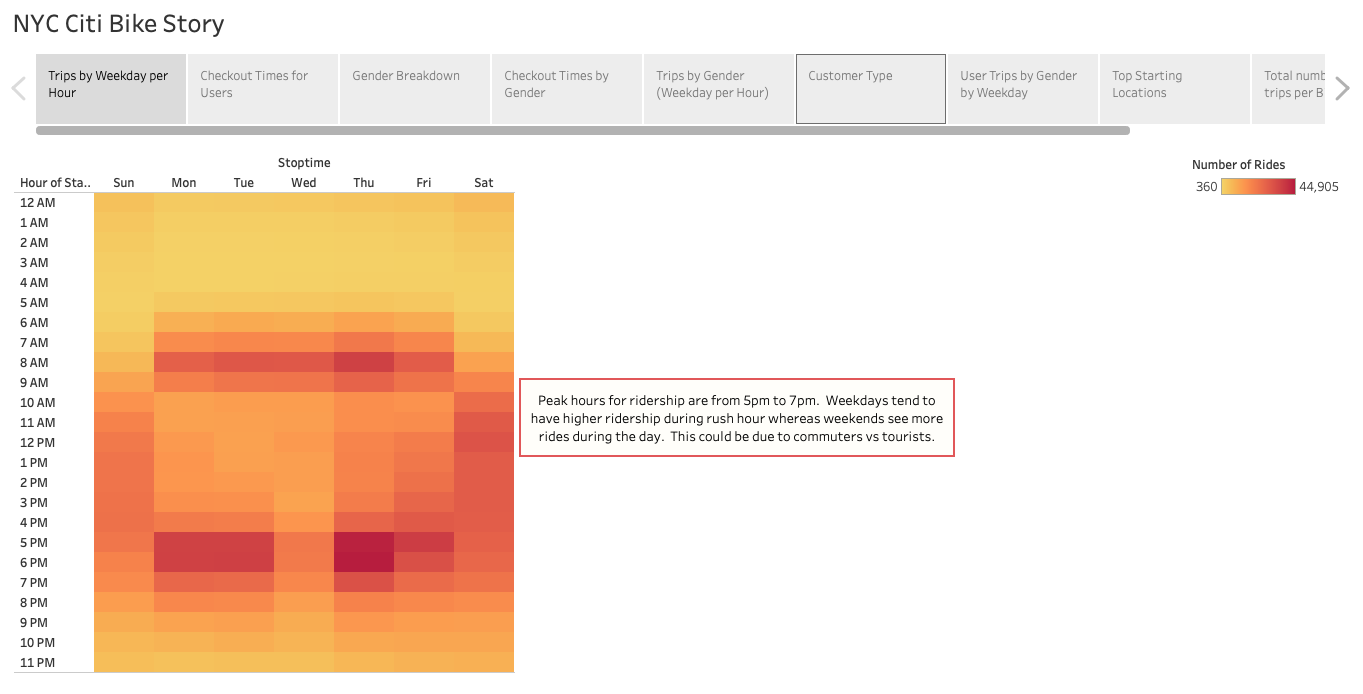 NYC Citi Bike Story
Trips by Weekday per
Hour
Checkout Times for
Users
Gender Breakdown
Checkout Times by
Gender
Trips by Gender
(Weekday per Hour)
Customer Type
User Trips by Gender
by Weekday
Top Starting
Locations
Total numb
trips per B
Stoptime
Hour of Sta.. Sun Mon Tue Wed Thu Fri Sat
12 AM
1 AM
2 AM
3 AM
4 AM
5 AM
6 AM
7 AM
8 AM
9 AM
10 AM
11 AM
12 PM
1 PM
2 PM
3 PM
4 PM
5 PM
6 PM
7 PM
8 PM
9 PM
10 PM
11 PM
Peak hours for ridership are from 5pm to 7pm. Weekdays tend to
have higher ridership during rush hour whereas weekends see more
rides during the day. This could be due to commuters vs tourists.
Number of Rides
360 44,905